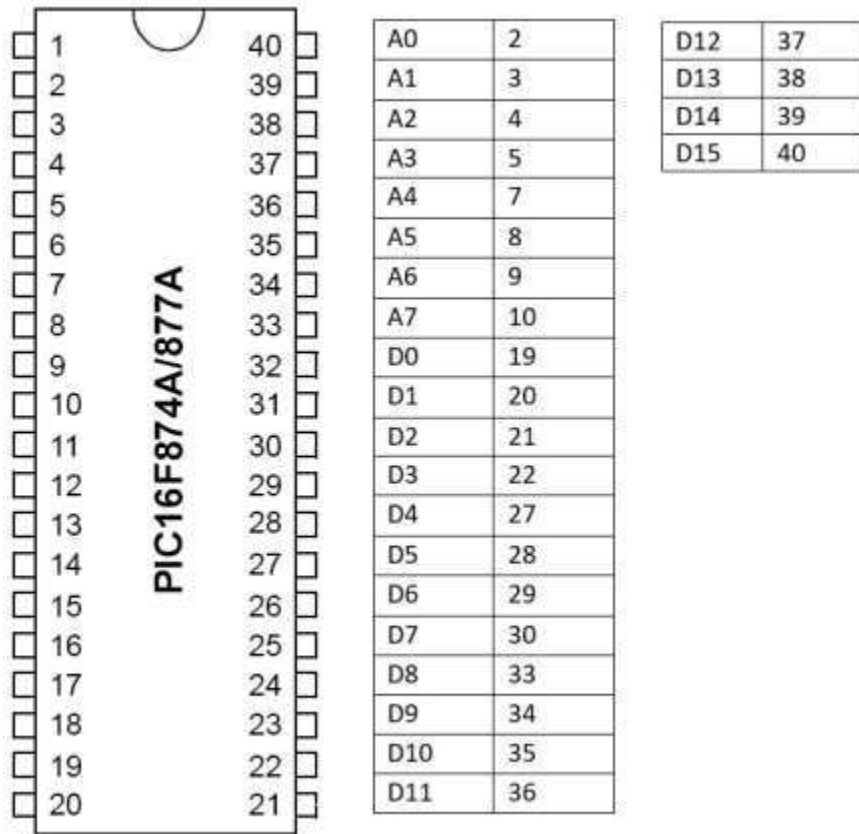 1 40
2 39
3 38
4 37
5 36
6 35
7 34
8 33
9 32
10 31
11 30
12 29
13 28
14 27
15 26
16 25
17 24
18 23
19 22
20 21
PIC16F874A/877A
A0 2
A1 3
A2 4
A3 5
A4 7
A5 8
A6 9
A7 10
D0 19
D1 20
D2 21
D3 22
D4 27
D5 28
D6 29
D7 30
D8 33
D9 34
D10 35
D11 36
D12 37
D13 38
D14 39
D15 40